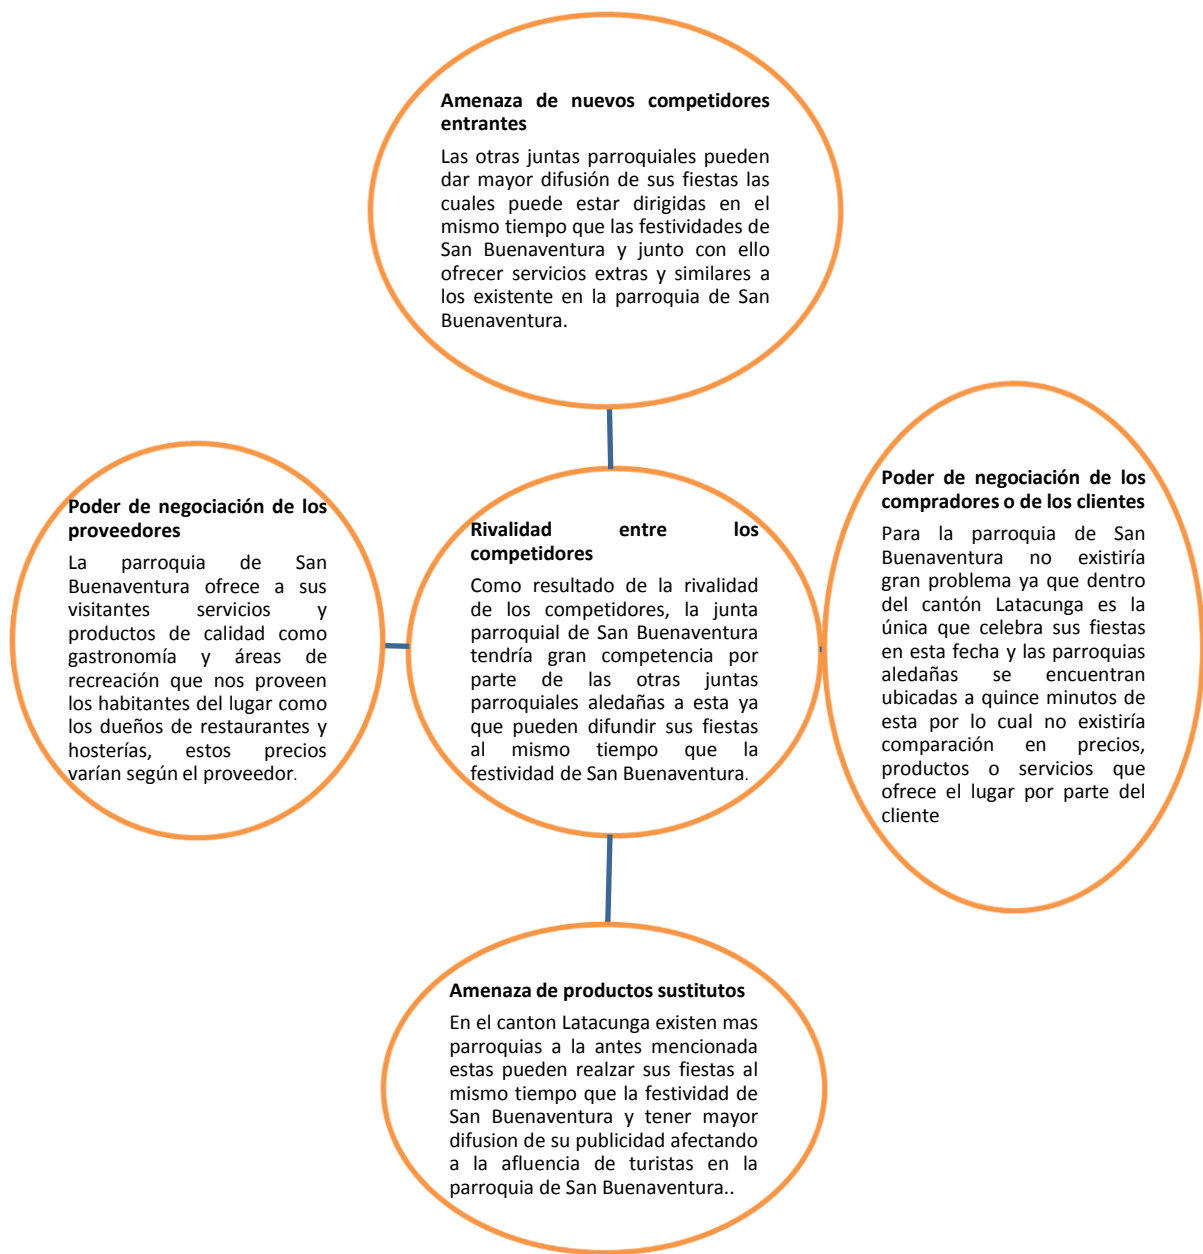 Amenaza de nuevos competidores
entrantes
Las otras juntas parroquiales pueden
dar mayor difusión de sus fiestas las
cuales puede estar dirigidas en el
mismo tiempo que las festividades de
San Buenaventura y junto con ello
ofrecer servicios extras y similares a
los existente en la parroquia de San
Buenaventura.
Poder de negociación de los
proveedores
La parroquia de San
Buenaventura ofrece a sus
visitantes servicios y
productos de calidad como
gastronomía y áreas de
recreación que nos proveen
los habitantes del lugar como
los dueños de restaurantes y
hosterías, estos precios
varían según el proveedor.
Rivalidad entre los
competidores
Como resultado de la rivalidad
de los competidores, la junta
parroquial de San Buenaventura
tendría gran competencia por
parte de las otras juntas
parroquiales aledañas a esta ya
que pueden difundir sus fiestas
al mismo tiempo que la
festividad de San Buenaventura.
Poder de negociación de los
compradores o de los clientes
Para la parroquia de San
Buenaventura no existiría
gran problema ya que dentro
del cantón Latacunga es la
única que celebra sus fiestas
en esta fecha y las parroquias
aledañas se encuentran
ubicadas a quince minutos de
esta por lo cual no existiría
comparación en precios,
productos o servicios que
ofrece el lugar por parte del
cliente
Amenaza de productos sustitutos
En el canton Latacunga existen mas
parroquias a la antes mencionada
estas pueden realzar sus fiestas al
mismo tiempo que la festividad de
San Buenaventura y tener mayor
difusion de su publicidad afectando
a la afluencia de turistas en la
parroquia de San Buenaventura..